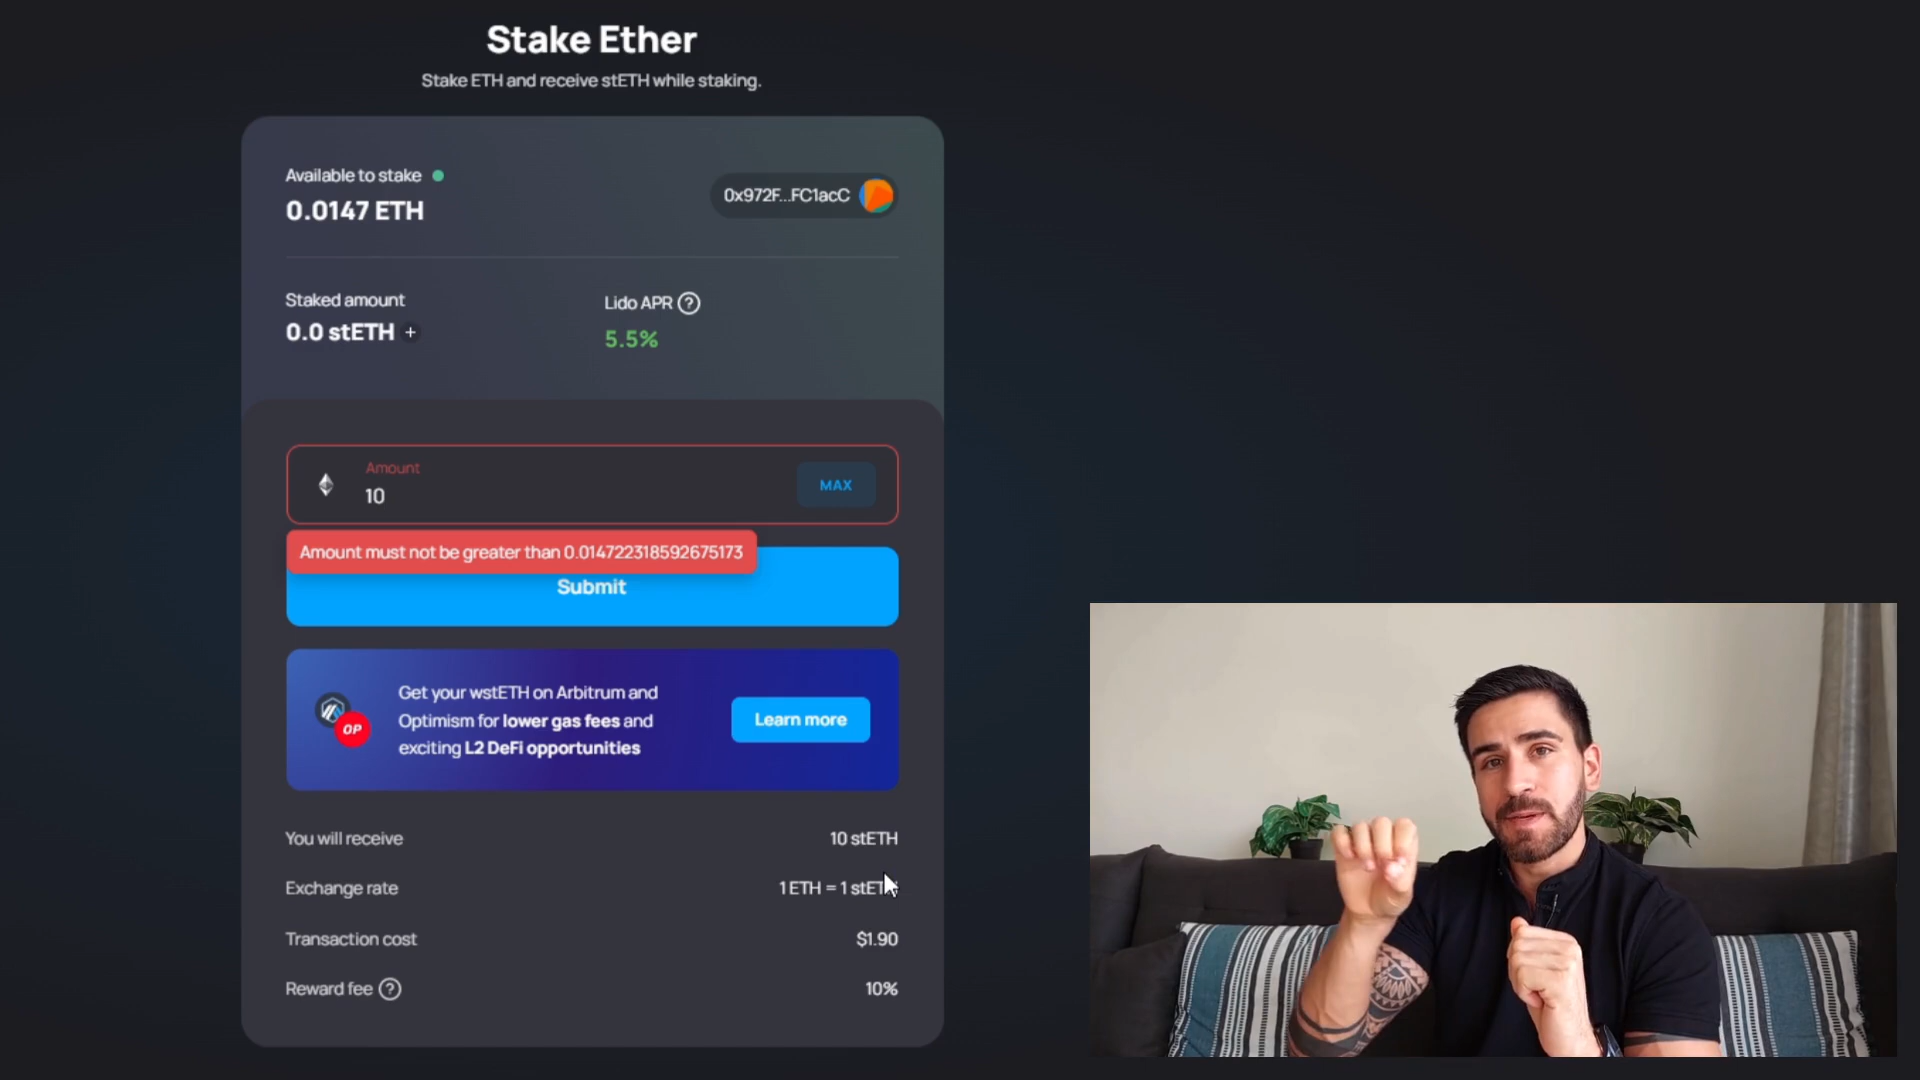 Stake Ether
Stake ETH and receive stETH while staking.
Available to stake
0.0147 ETH
0x972F...FC1acC
Staked amount
0.0 stETH +
Lido APR ?
5.5%
Amount
10
MAX
Amount must not be greater than 0.014722318592675173
Submit
Get your wstETH on Arbitrum and
Optimism for lower gas fees and
exciting L2 DeFi opportunities
OP
Learn more
You will receive
10 stETH
Exchange rate
1 ETH = 1 stET
Transaction cost
$1.90
Reward fee ?
10%